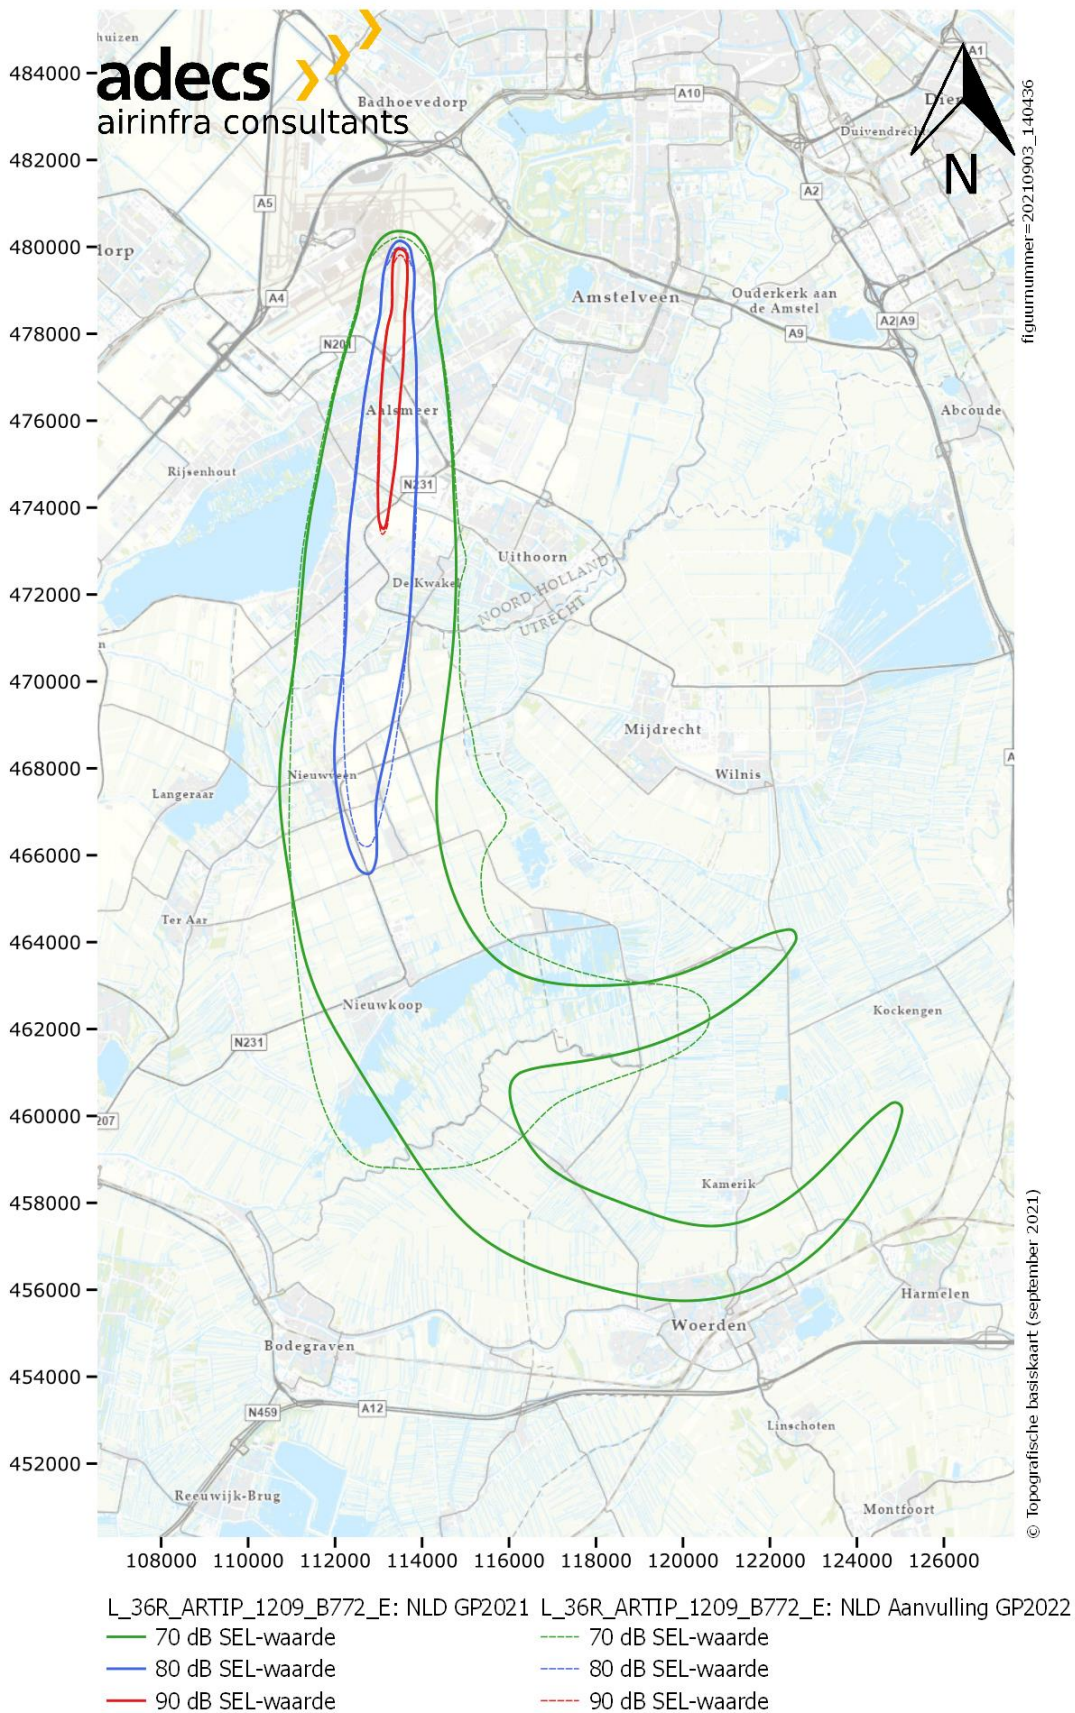 huizen
484000
adecs
airinfra consultants
Badhoevedorp
A10
A1
Duivendrecht
figuurnummer=20210903_140436
482000
A5
A2
N
480000
A4
Amstelveen
Ouderkerk aan
de Amstel
A2|A9
478000
N201
A9
476000
Aalsmeer
Abcoude
Rijsenhout
N231
474000
Uithoorn
De Kwakel
NOORD-HOLLAND
UTRECHT
472000
n
470000
Mijdrecht
468000
Nieuwveen
Wilnis
A
Langeraar
466000
Ter Aar
464000
Nieuwkoop
Kockengen
462000
N231
460000
207
Kamerik
458000
456000
Harmelen
Woerden
Bodegraven
454000
N459
A12
Linschoten
452000
Reeuwijk-Brug
Montfoort
© Topografische basiskaart (september 2021)
108000 110000 112000 114000 116000 118000 120000 122000 124000 126000
L_36R_ARTIP_1209_B772_E: NLD GP2021 L_36R_ARTIP_1209_B772_E: NLD Aanvulling GP2022
70 dB SEL-waarde 70 dB SEL-waarde
80 dB SEL-waarde 80 dB SEL-waarde
90 dB SEL-waarde 90 dB SEL-waarde